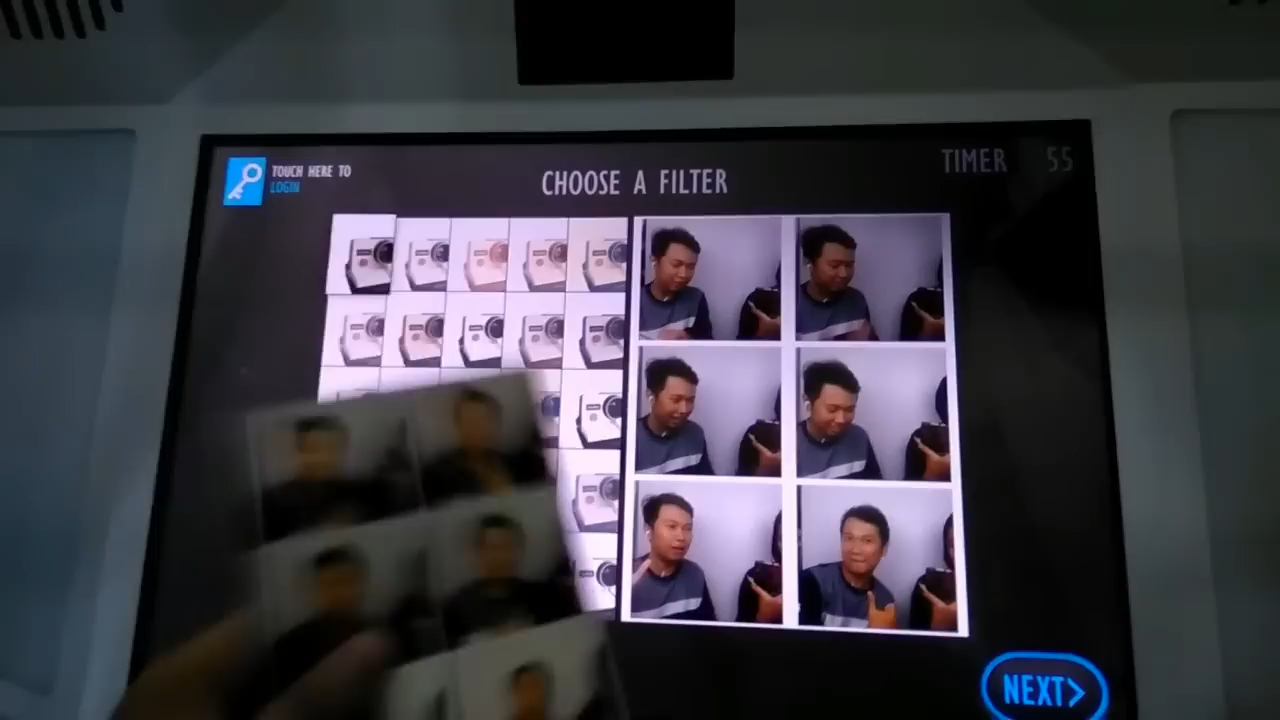 TOUCH HERE TO
LOGIN
CHOOSE A FILTER
TIMER 55
NEXT>